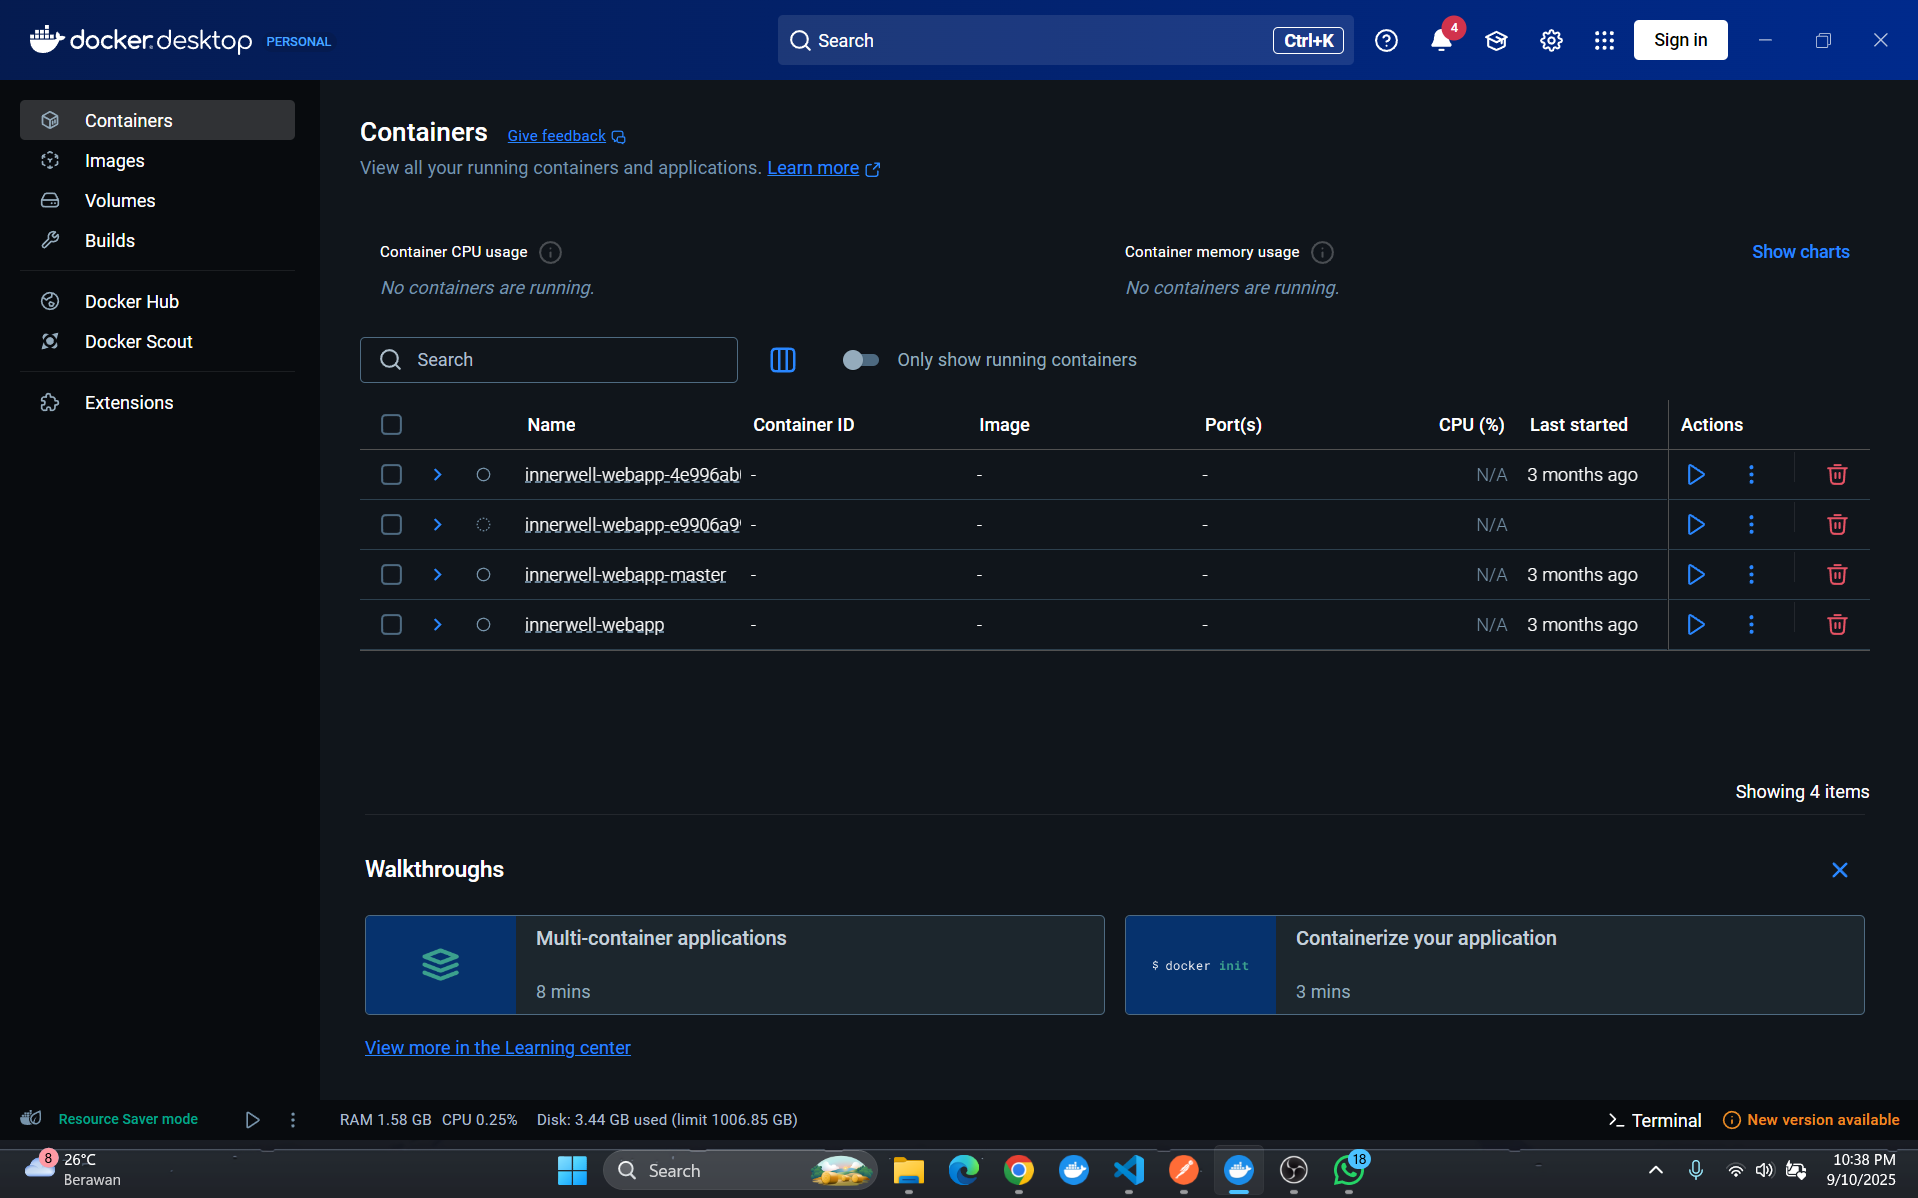 docker.desktop PERSONAL
Search Ctrl+K
4
Sign in
Containers
Images
Volumes
Builds
Docker Hub
Docker Scout
Extensions
Containers Give feedback
View all your running containers and applications. Learn more
Container CPU usage
No containers are running.
Container memory usage
No containers are running.
Show charts
Search
Only show running containers
Name Container ID Image Port(s) CPU (%) Last started Actions
innerwell-webapp-4e996ab - - - N/A 3 months ago
innerwell-webapp-e9906a9 - - - N/A
innerwell-webapp-master - - - N/A 3 months ago
innerwell-webapp - - - N/A 3 months ago
Showing 4 items
Walkthroughs
Multi-container applications
8 mins
$ docker init
Containerize your application
3 mins
View more in the Learning center
Resource Saver mode
RAM 1.58 GB CPU 0.25% Disk: 3.44 GB used (limit 1006.85 GB)
Terminal
New version available
8
26°C
Berawan
Search
18
10:38 PM
9/10/2025